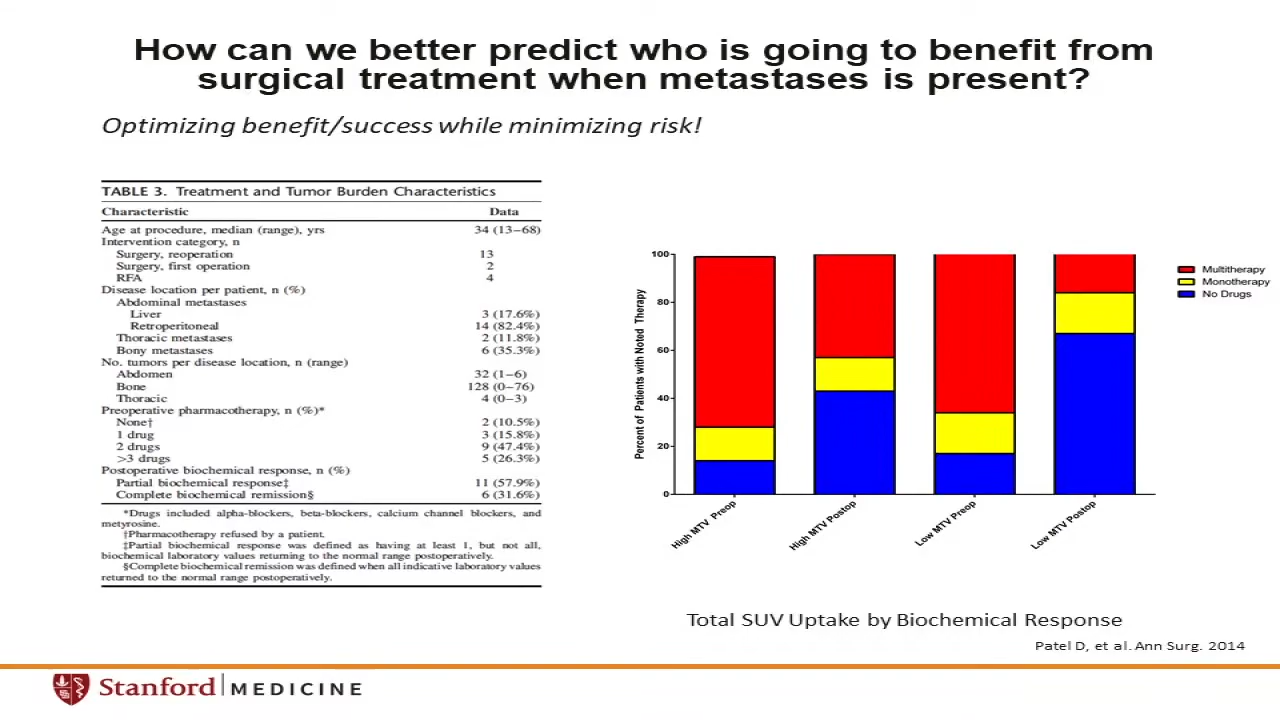 How can we better predict who is going to benefit from
surgical treatment when metastases is present?
Optimizing benefit/success while minimizing risk!
TABLE 3. Treatment and Tumor Burden Characteristics
Characteristic Data
Age at procedure, median (range), yrs 34 (13–68)
Intervention category, n
Surgery, reoperation 13
Surgery, first operation 2
RFA 4
Disease location per patient, n (%)
Abdominal metastases
Liver 3 (17.6%)
Retroperitoneal 14 (82.4%)
Thoracic metastases 2 (11.8%)
Bony metastases 6 (35.3%)
No. tumors per disease location, n (range)
Abdomen 32 (1–6)
Bone 128 (0–76)
Thoracic 4 (0–3)
Preoperative pharmacotherapy, n (%)*
None† 2 (10.5%)
1 drug 3 (15.8%)
2 drugs 9 (47.4%)
>3 drugs 5 (26.3%)
Postoperative biochemical response, n (%)
Partial biochemical response‡ 11 (57.9%)
Complete biochemical remission§ 6 (31.6%)
*Drugs included alpha-blockers, beta-blockers, calcium channel blockers, and
metyrosine.
†Pharmacotherapy refused by a patient.
‡Partial biochemical response was defined as having at least 1, but not all,
biochemical laboratory values returning to the normal range postoperatively.
§Complete biochemical remission was defined when all indicative laboratory values
returned to the normal range postoperatively.
Percent of Patients with Noted Therapy
100
80
60
40
20
0
High MTV Preop
High MTV Postop
Low MTV Preop
Low MTV Postop
Multitherapy
Monotherapy
No Drugs
Total SUV Uptake by Biochemical Response
Patel D, et al. Ann Surg. 2014
Stanford MEDICINE